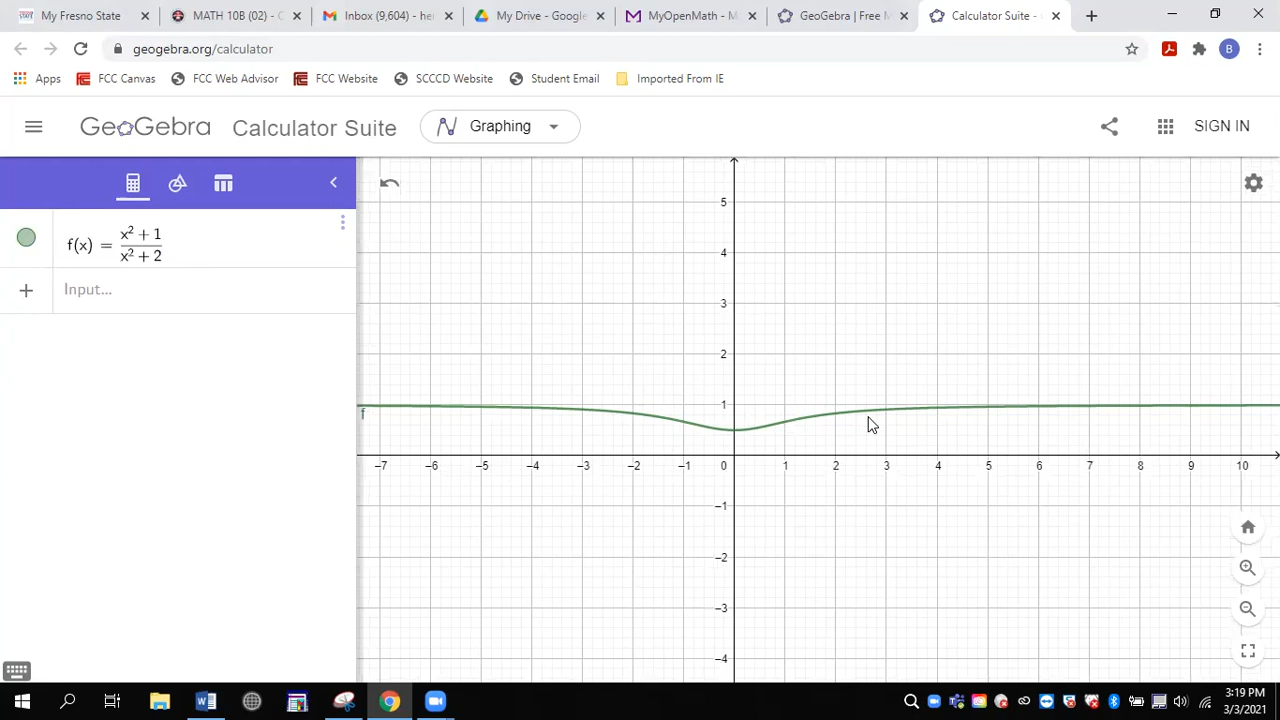 My Fresno State
MATH 10B (02) - C
Inbox (9,604) - he
My Drive - Google
MyOpenMath - M
GeoGebra | Free M
Calculator Suite -
geogebra.org/calculator
B
Apps
FCC Canvas
FCC Web Advisor
FCC Website
SCCCD Website
Student Email
Imported From IE
GeoGebra
Calculator Suite
Graphing
SIGN IN
f(x) = x² + 1
x² + 2
Input...
f
5
4
3
2
1
−7 −6 −5 −4 −3 −2 −1 0 1 2 3 4 5 6 7 8 9 10
−1
−2
−3
−4
3:19 PM
3/3/2021